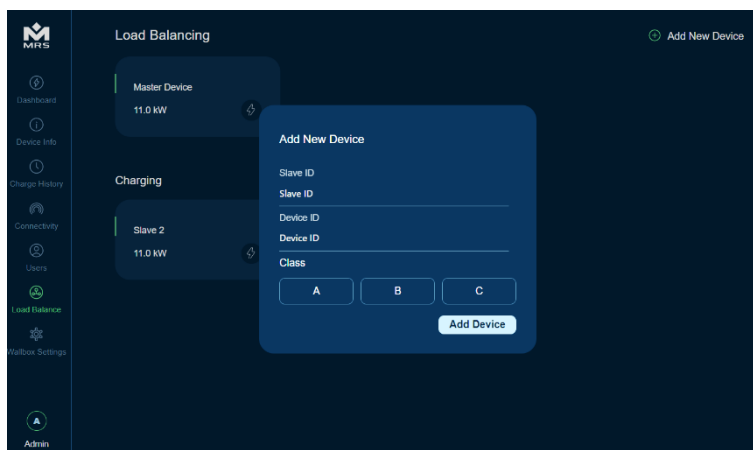 MRS
Load Balancing
Add New Device
Dashboard
Device Info
Charge History
Connectivity
Users
Load Balance
Wallbox Settings
A
Admin
Master Device
11.0 kW
Charging
Slave 2
11.0 kW
Add New Device
Slave ID
Slave ID
Device ID
Device ID
Class
A B C
Add Device